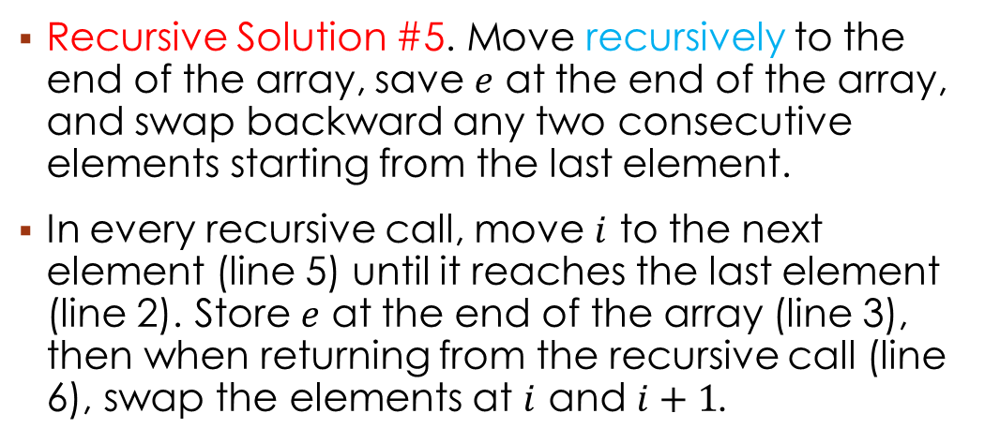 ▪ Recursive Solution #5. Move recursively to the
end of the array, save e at the end of the array,
and swap backward any two consecutive
elements starting from the last element.
▪ In every recursive call, move i to the next
element (line 5) until it reaches the last element
(line 2). Store e at the end of the array (line 3),
then when returning from the recursive call (line
6), swap the elements at i and i + 1.